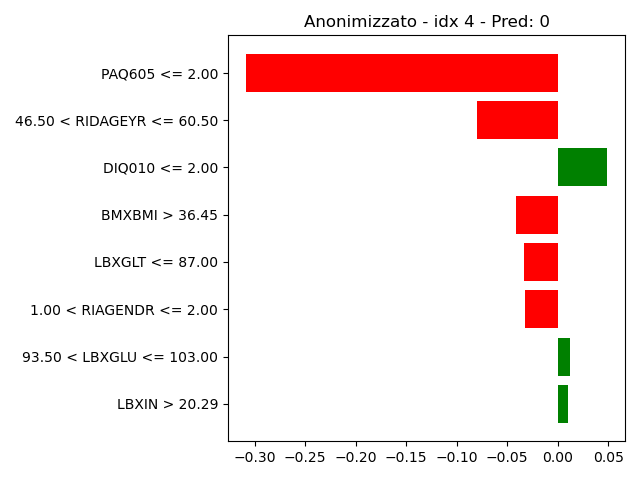 Anonimizzato - idx 4 - Pred: 0
PAQ605 <= 2.00
46.50 < RIDAGEYR <= 60.50
DIQ010 <= 2.00
BMXBMI > 36.45
LBXGLT <= 87.00
1.00 < RIAGENDR <= 2.00
93.50 < LBXGLU <= 103.00
LBXIN > 20.29
−0.30 −0.25 −0.20 −0.15 −0.10 −0.05 0.00 0.05